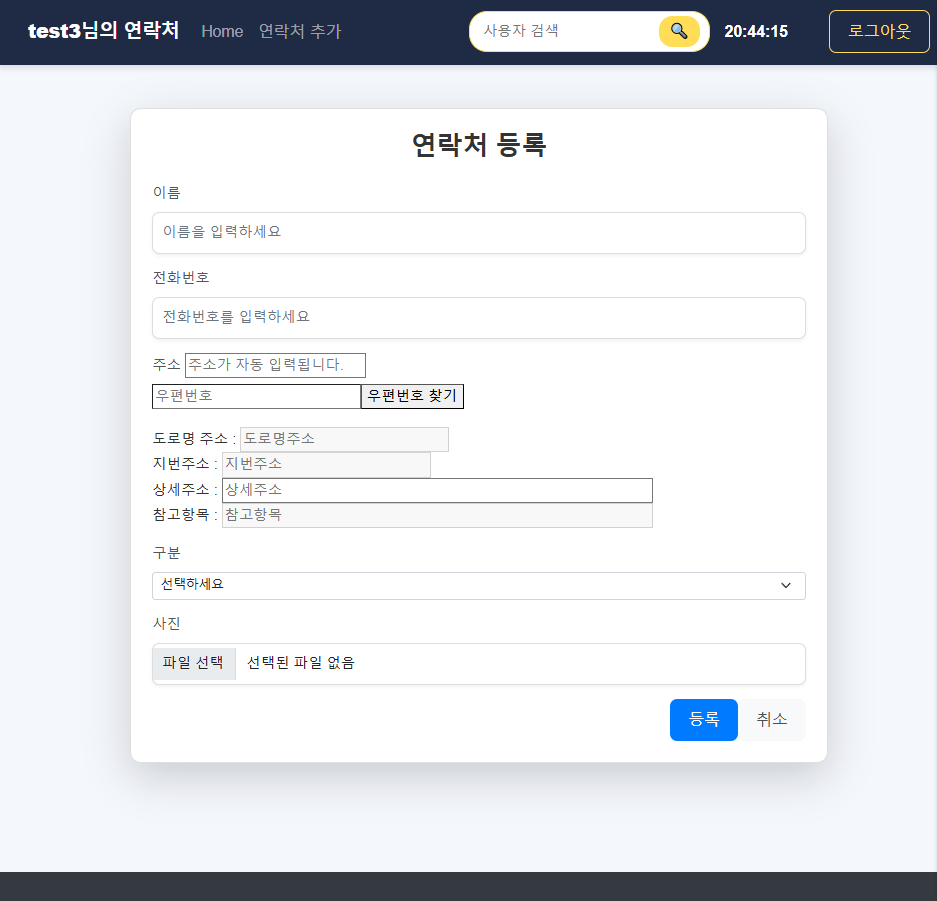 test3님의 연락처 Home 연락처 추가 사용자 검색 20:44:15 로그아웃
연락처 등록
이름
이름을 입력하세요
전화번호
전화번호를 입력하세요
주소 주소가 자동 입력됩니다.
우편번호 우편번호 찾기
도로명 주소 : 도로명주소
지번주소 : 지번주소
상세주소 : 상세주소
참고항목 : 참고항목
구분
선택하세요
사진
파일 선택 선택된 파일 없음
등록 취소